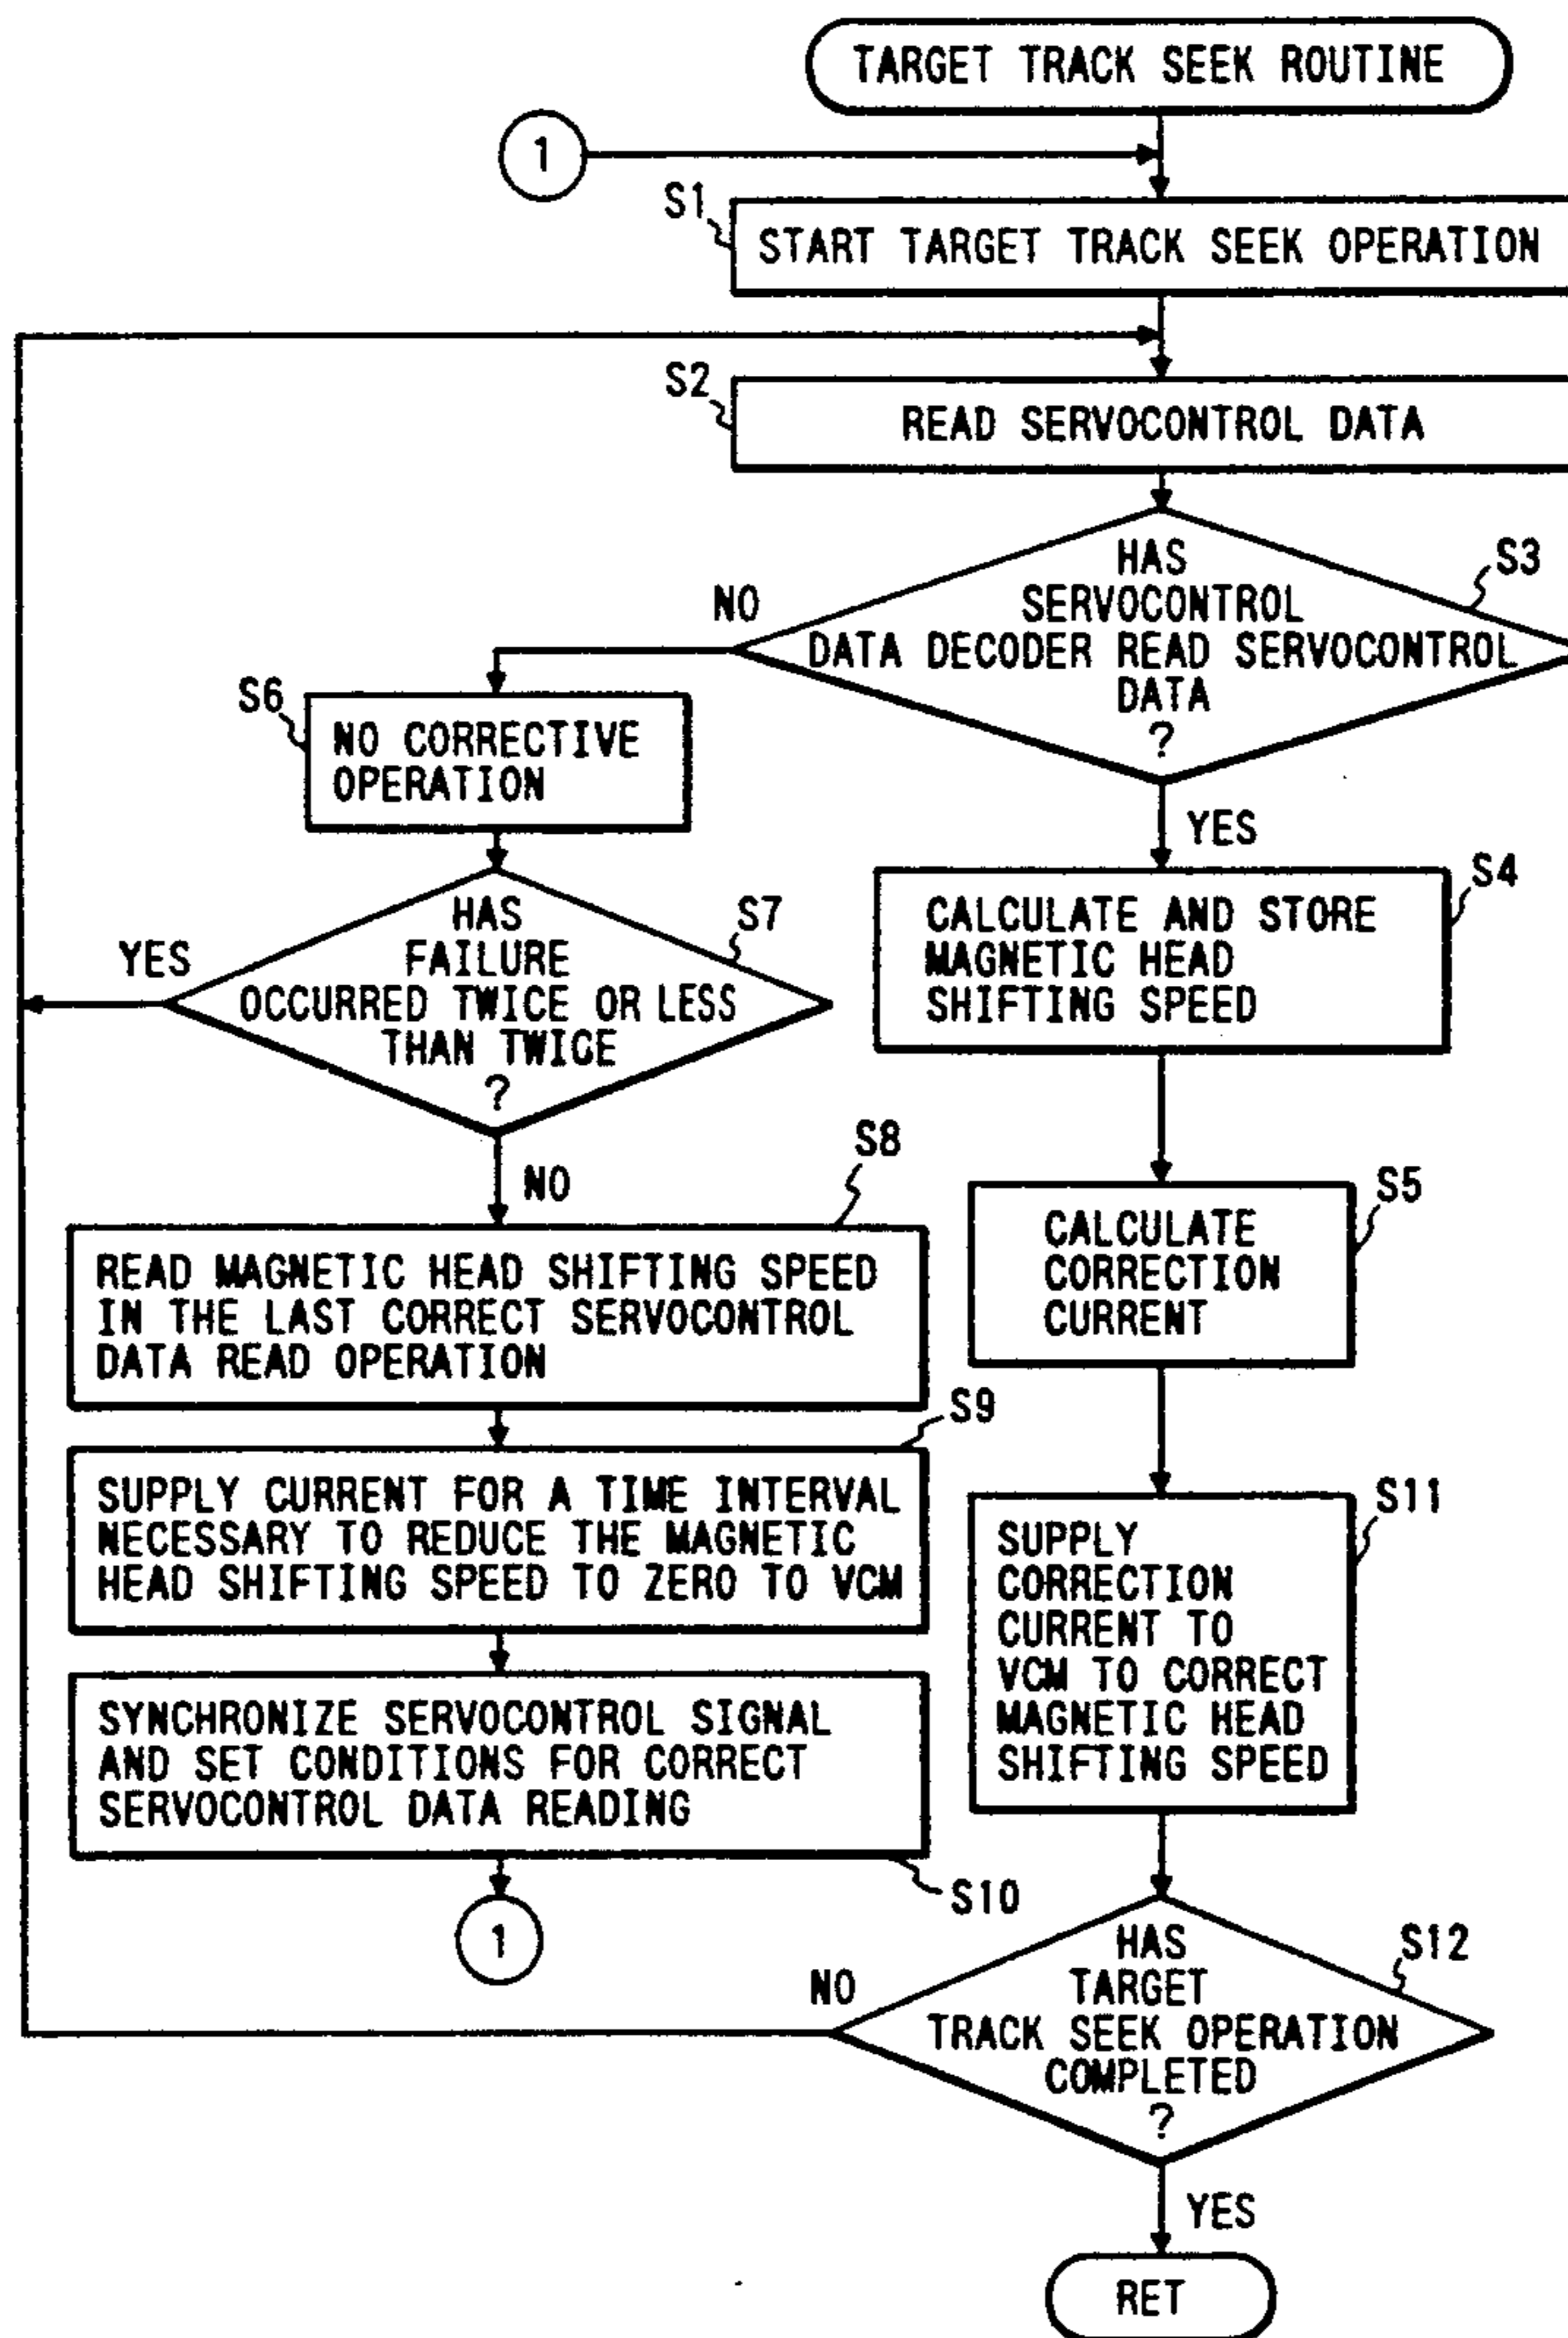 TARGET TRACK SEEK ROUTINE
1
S1
START TARGET TRACK SEEK OPERATION
S2
READ SERVOCONTROL DATA
S3
HAS
SERVOCONTROL
DATA DECODER READ SERVOCONTROL
DATA
?
NO
YES
S6
NO CORRECTIVE
OPERATION
S4
CALCULATE AND STORE
MAGNETIC HEAD
SHIFTING SPEED
S7
HAS
FAILURE
OCCURRED TWICE OR LESS
THAN TWICE
?
YES
NO
S5
CALCULATE
CORRECTION
CURRENT
S8
READ MAGNETIC HEAD SHIFTING SPEED
IN THE LAST CORRECT SERVOCONTROL
DATA READ OPERATION
S9
SUPPLY CURRENT FOR A TIME INTERVAL
NECESSARY TO REDUCE THE MAGNETIC
HEAD SHIFTING SPEED TO ZERO TO VCM
S11
SUPPLY
CORRECTION
CURRENT TO
VCM TO CORRECT
MAGNETIC HEAD
SHIFTING SPEED
SYNCHRONIZE SERVOCONTROL SIGNAL
AND SET CONDITIONS FOR CORRECT
SERVOCONTROL DATA READING
S10
1
S12
HAS
TARGET
TRACK SEEK OPERATION
COMPLETED
?
NO
YES
RET